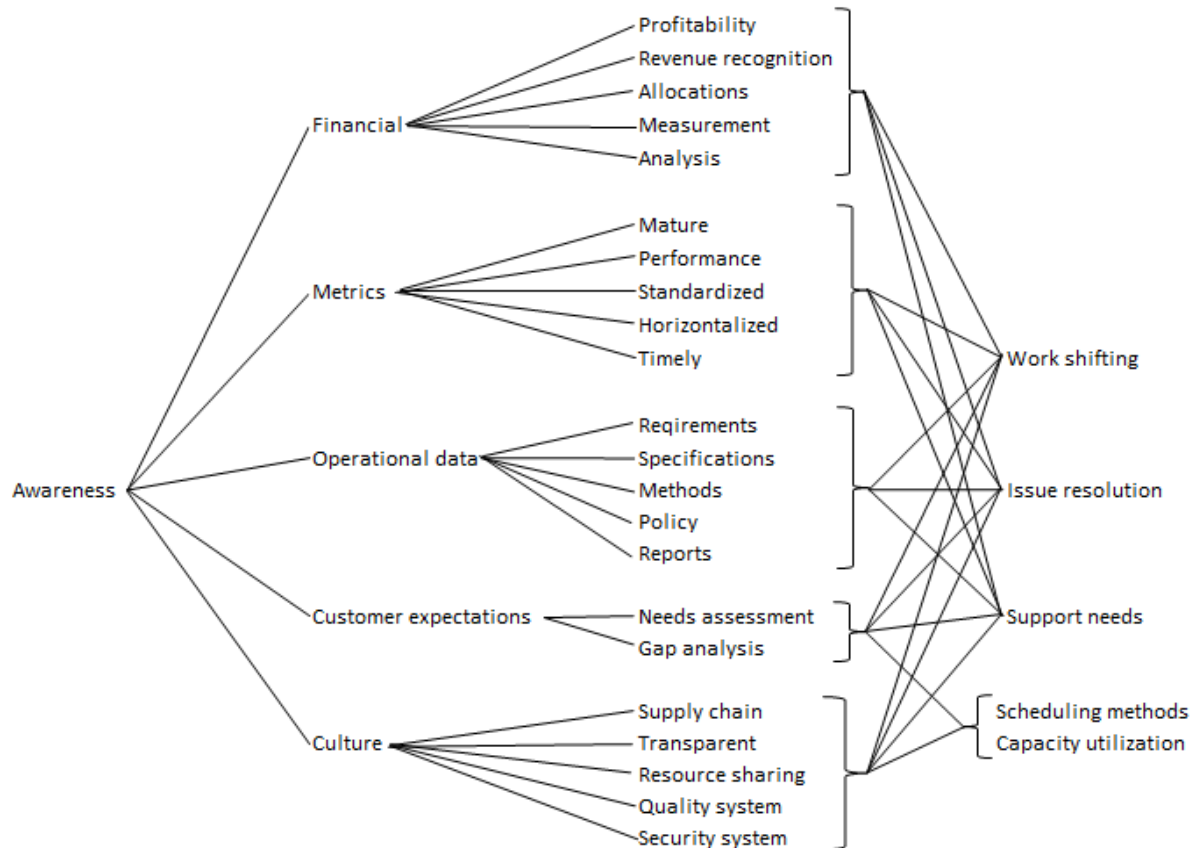 Awareness
Financial
Profitability
Revenue recognition
Allocations
Measurement
Analysis
Metrics
Mature
Performance
Standardized
Horizontalized
Timely
Operational data
Reqirements
Specifications
Methods
Policy
Reports
Customer expectations
Needs assessment
Gap analysis
Culture
Supply chain
Transparent
Resource sharing
Quality system
Security system
Work shifting
Issue resolution
Support needs
Scheduling methods
Capacity utilization